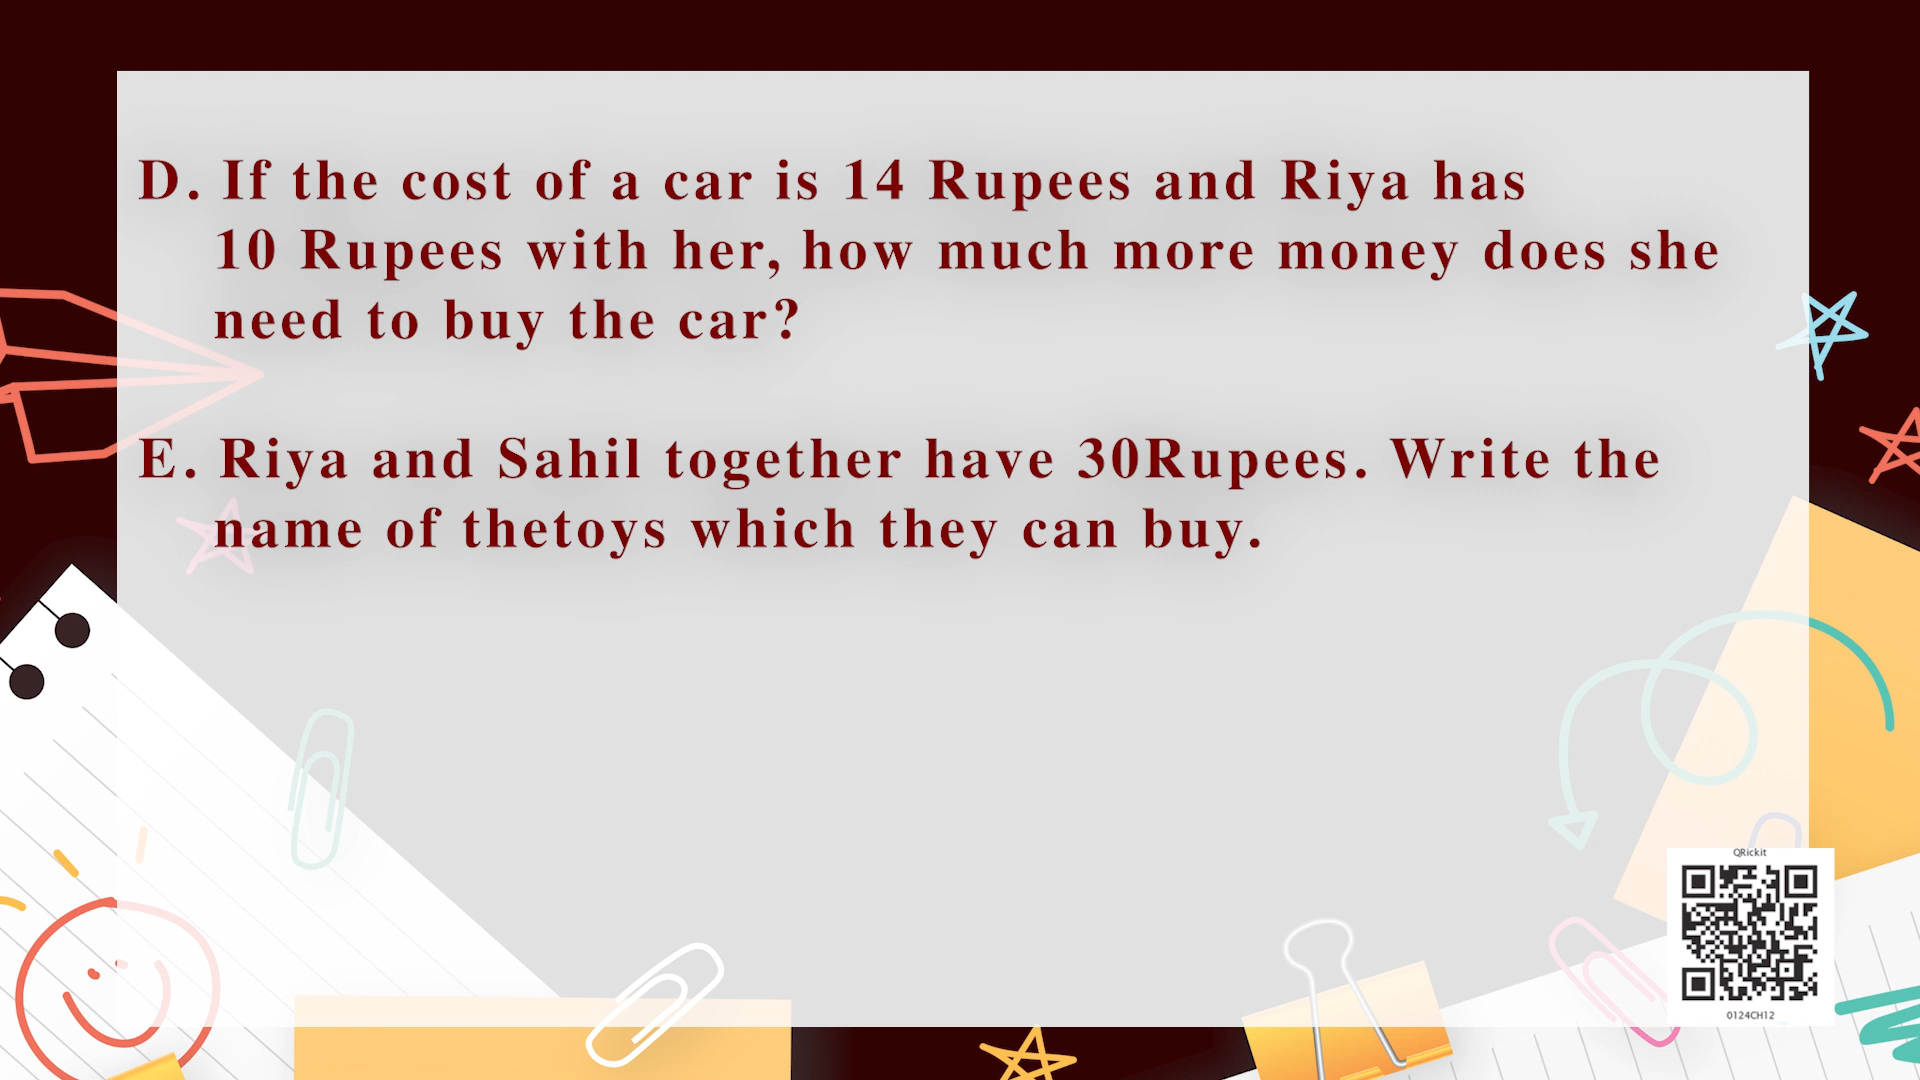 D. If the cost of a car is 14 Rupees and Riya has
10 Rupees with her, how much more money does she
need to buy the car?
E. Riya and Sahil together have 30Rupees. Write the
name of thetoys which they can buy.
QRickit
0124CH12